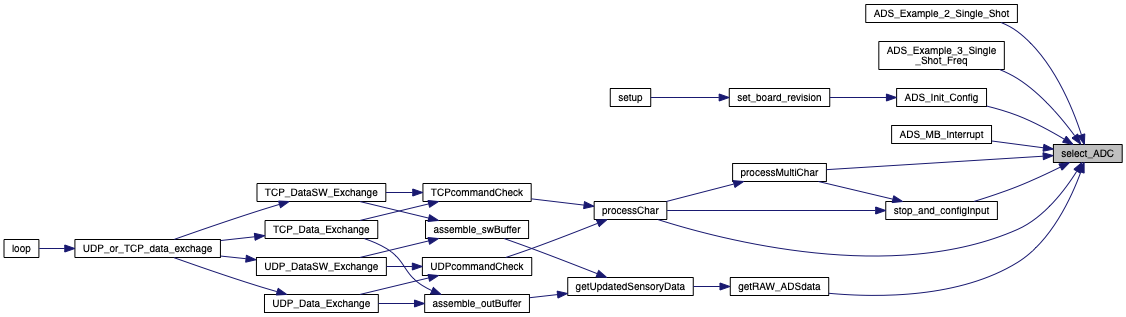 ADS_Example_2_Single_Shot
ADS_Example_3_Single
_Shot_Freq
setup
set_board_revision
ADS_Init_Config
ADS_MB_Interrupt
select_ADC
processMultiChar
TCP_DataSW_Exchange
TCPcommandCheck
processChar
stop_and_configInput
TCP_Data_Exchange
assemble_swBuffer
loop
UDP_or_TCP_data_exchage
UDP_DataSW_Exchange
UDPcommandCheck
getUpdatedSensoryData
getRAW_ADSdata
UDP_Data_Exchange
assemble_outBuffer